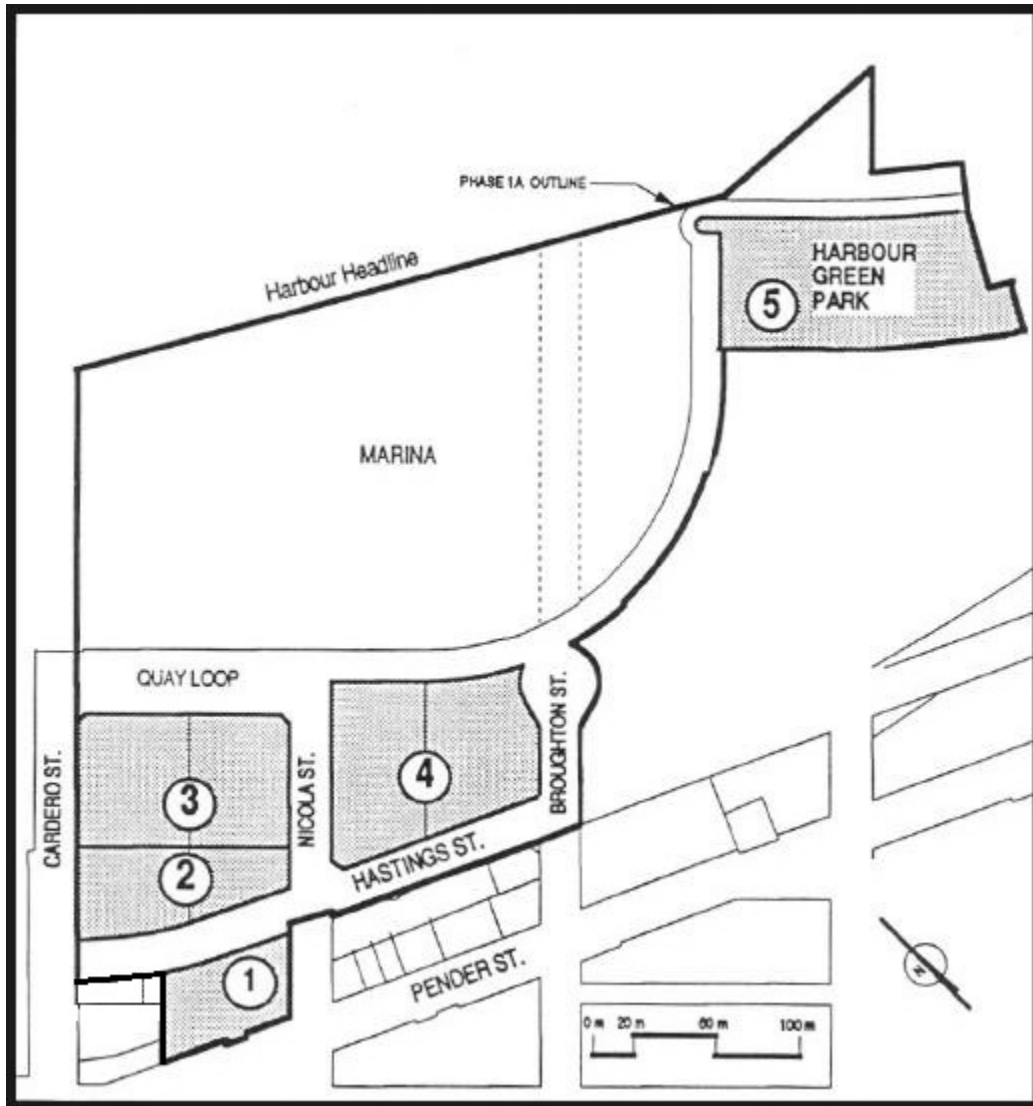 PHASE 1A OUTLINE
Harbour Headline
HARBOUR
GREEN
PARK
5
MARINA
QUAY LOOP
CARDERO ST.
NICOLA ST.
BROUGHTON ST.
3
4
2
HASTINGS ST.
1
PENDER ST.
N
0 m 20 m 60 m 100 m